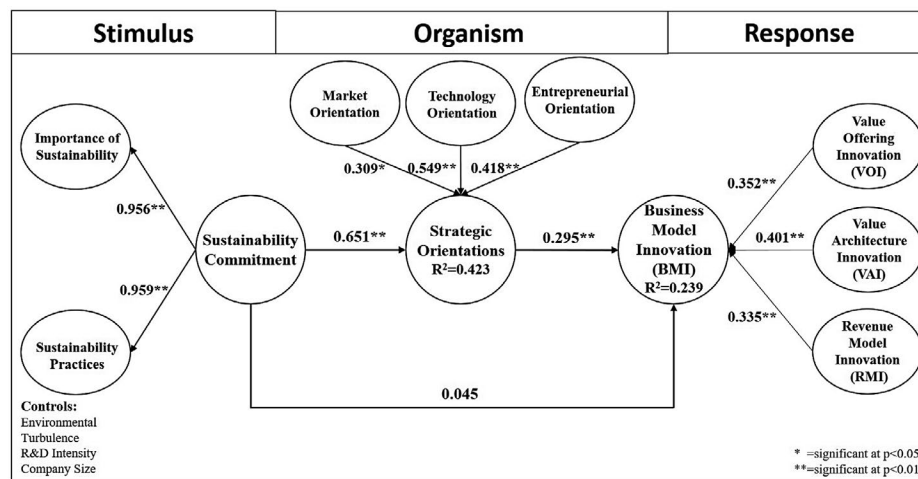 Stimulus
Organism
Response
Market
Orientation
Technology
Orientation
Entrepreneurial
Orientation
Importance of
Sustainability
Value
Offering
Innovation
(VOI)
0.309*
0.549**
0.418**
0.352**
0.956**
Sustainability
Commitment
0.651**
Strategic
Orientations
R²=0.423
0.295**
Business
Model
Innovation
(BMI)
R²=0.239
0.401**
Value
Architecture
Innovation
(VAI)
0.959**
0.335**
Sustainability
Practices
Revenue
Model
Innovation
(RMI)
0.045
Controls:
Environmental
Turbulence
R&D Intensity
Company Size
* =significant at p<0.05
**=significant at p<0.01